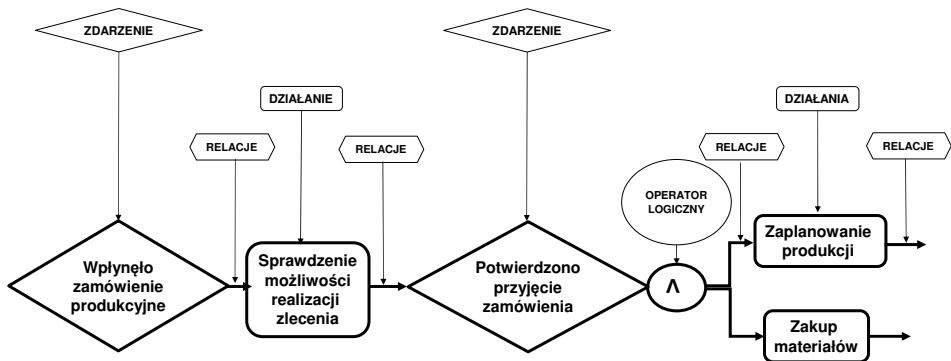 ZDARZENIE
ZDARZENIE
DZIAŁANIE
DZIAŁANIA
RELACJE
RELACJE
RELACJE
RELACJE
OPERATOR
LOGICZNY
Wpłynęło
zamówienie
produkcyjne
Sprawdzenie
możliwości
realizacji
zlecenia
Potwierdzono
przyjęcie
zamówienia
Λ
Zaplanowanie
produkcji
Zakup
materiałów